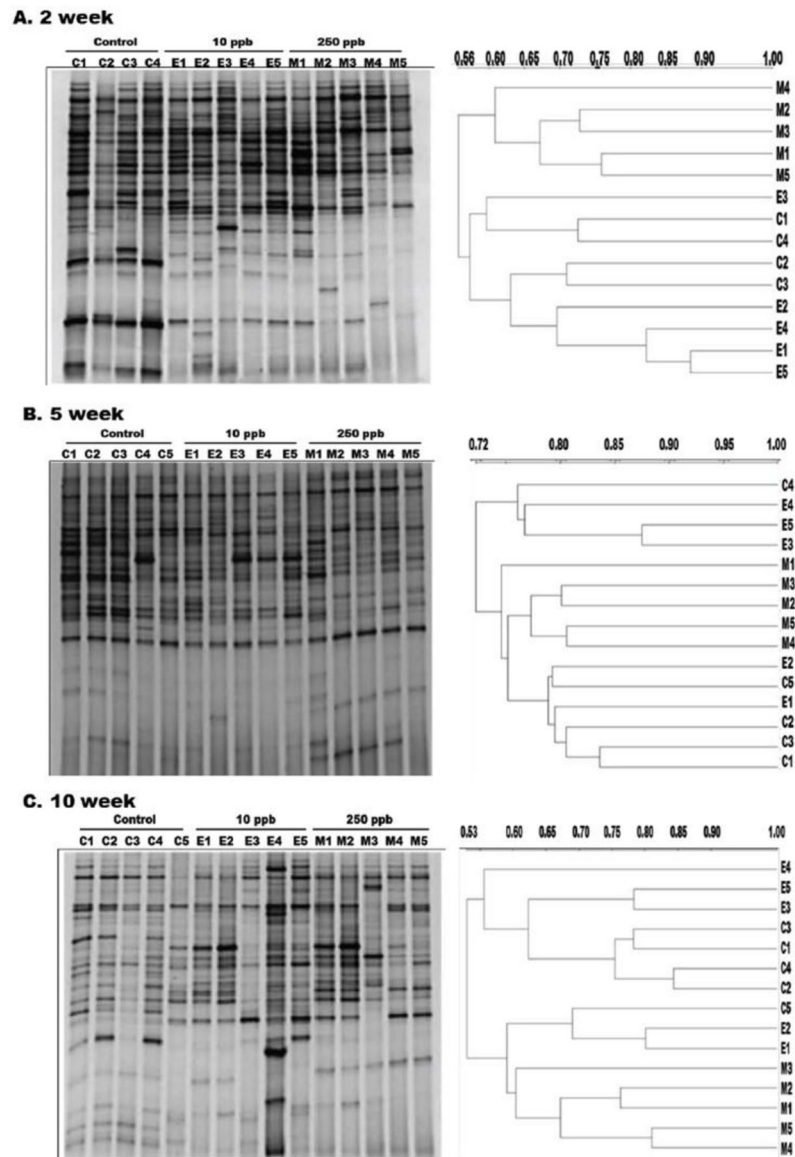 A. 2 week
Control 10 ppb 250 ppb
C1 C2 C3 C4 E1 E2 E3 E4 E5 M1 M2 M3 M4 M5
0.56 0.60 0.65 0.70 0.75 0.80 0.85 0.90 1.00
M4
M2
M3
M1
M5
E3
C1
C4
C2
C3
E2
E4
E1
E5
B. 5 week
Control 10 ppb 250 ppb
C1 C2 C3 C4 C5 E1 E2 E3 E4 E5 M1 M2 M3 M4 M5
0.72 0.80 0.85 0.90 0.95 1.00
C4
E4
E5
E3
M1
M3
M2
M5
M4
E2
C5
E1
C2
C3
C1
C. 10 week
Control 10 ppb 250 ppb
C1 C2 C3 C4 C5 E1 E2 E3 E4 E5 M1 M2 M3 M4 M5
0.53 0.60 0.65 0.70 0.75 0.80 0.85 0.90 1.00
E4
E5
E3
C3
C1
C4
C2
C5
E2
E1
M3
M2
M1
M5
M4